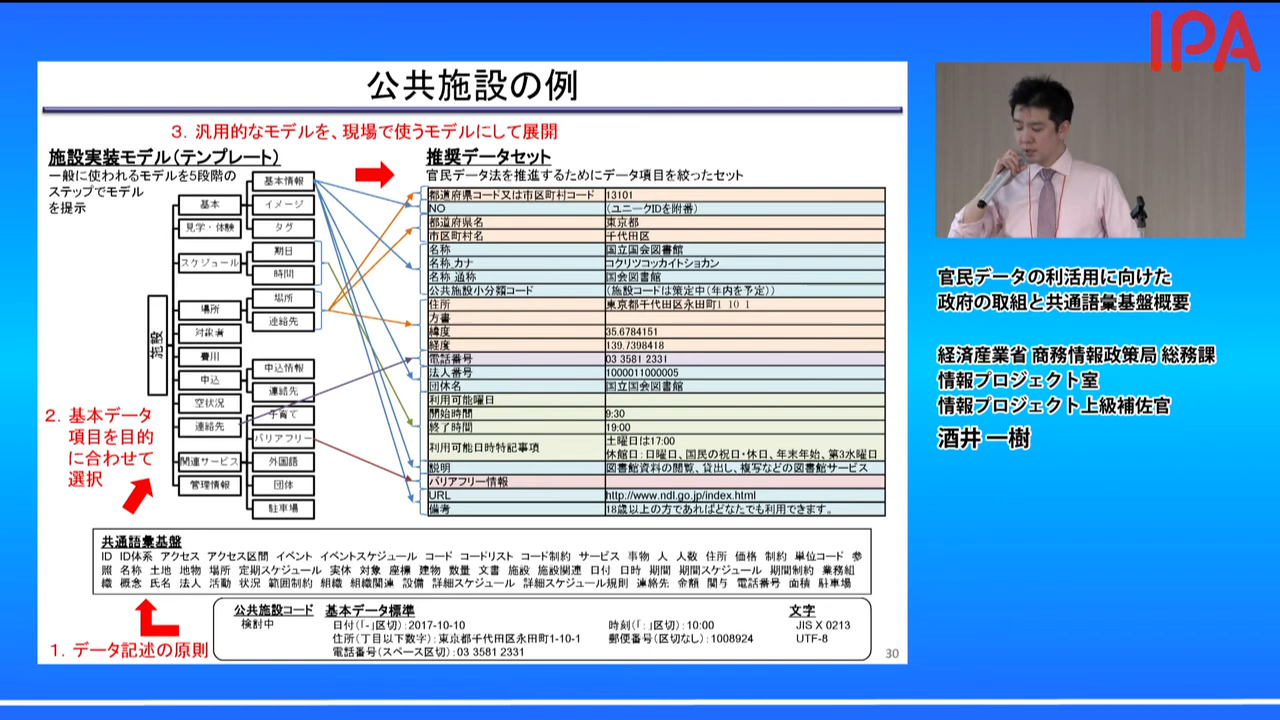 IPA
公共施設の例
3. 汎用的なモデルを、現場で使うモデルにして展開
施設実装モデル(テンプレート)
一般に使われるモデルを5段階の
ステップでモデル
を提示
施設
基本
見学・体験
スケジュール
場所
対象者
費用
申込
空状況
連絡先
関連サービス
管理情報
基本情報
イメージ
タグ
期日
時間
場所
連絡先
申込情報
連絡先
子育て
バリアフリー
外国語
団体
駐車場
推奨データセット
官民データ法を推進するためにデータ項目を絞ったセット
都道府県コード又は市区町村コード 13101
NO (ユニークIDを附番)
都道府県名 東京都
市区町村名 千代田区
名称 国立国会図書館
名称_カナ コクリツコッカイトショカン
名称_通称 国会図書館
公共施設小分類コード (施設コードは策定中(年内を予定))
住所 東京都千代田区永田町1-10-1
方書
緯度 35.6784151
経度 139.7398418
電話番号 03 3581 2331
法人番号 1000011000005
団体名 国立国会図書館
利用可能曜日
開始時間 9:30
終了時間 19:00
利用可能日時特記事項 土曜日は17:00
休館日:日曜日、国民の祝日・休日、年末年始、第3水曜日
説明 図書館資料の閲覧、貸出し、複写などの図書館サービス
バリアフリー情報
URL http://www.ndl.go.jp/index.html
備考 18歳以上の方であればどなたでも利用できます。
2. 基本データ
項目を目的
に合わせて
選択
共通語彙基盤
ID ID体系 アクセス アクセス区間 イベント イベントスケジュール コード コードリスト コード制約 サービス 事物 人 人数 住所 価格 制約 単位コード 参
照 名称 土地 地物 場所 定期スケジュール 実体 対象 座標 建物 数量 文書 施設 施設関連 日付 日時 期間 期間スケジュール 期間制約 業務組
織 概念 氏名 法人 活動 状況 範囲制約 組織 組織関連 設備 詳細スケジュール 詳細スケジュール規則 連絡先 金額 関与 電話番号 面積 駐車場
1. データ記述の原則
公共施設コード
検討中
基本データ標準
日付(「-」区切):2017-10-10
住所(丁目以下数字):東京都千代田区永田町1-10-1
電話番号(スペース区切):03 3581 2331
時刻(「:」区切):10:00
郵便番号(区切なし):1008924
文字
JIS X 0213
UTF-8
30
官民データの利活用に向けた
政府の取組と共通語彙基盤概要
経済産業省 商務情報政策局 総務課
情報プロジェクト室
情報プロジェクト上級補佐官
酒井 一樹